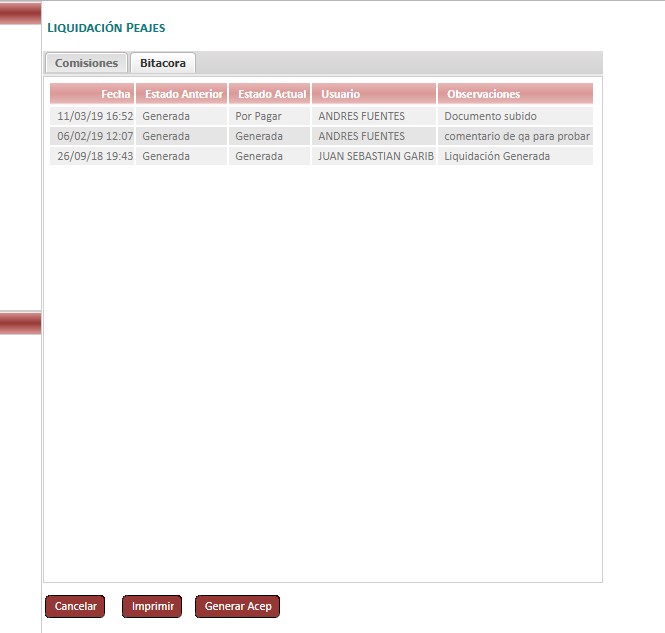 LIQUIDACIÓN PEAJES
Comisiones Bitacora
Fecha Estado Anterior Estado Actual Usuario Observaciones
11/03/19 16:52 Generada Por Pagar ANDRES FUENTES Documento subido
06/02/19 12:07 Generada Generada ANDRES FUENTES comentario de qa para probar
26/09/18 19:43 Generada Generada JUAN SEBASTIAN GARIB Liquidación Generada
Cancelar Imprimir Generar Acep